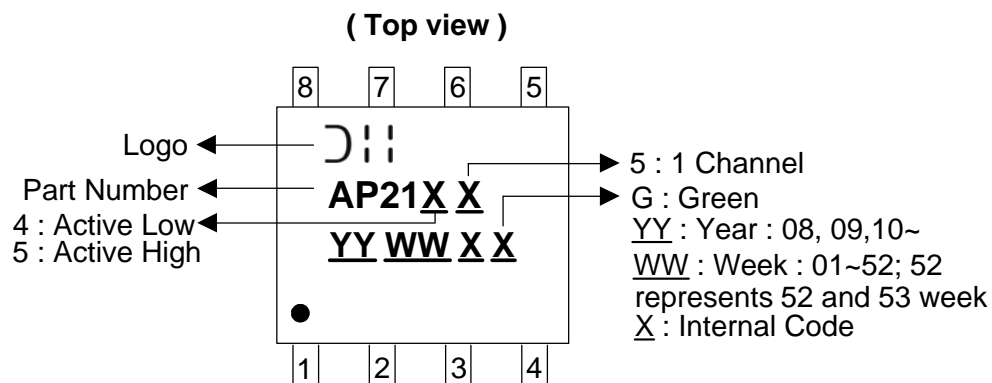 ( Top view )
8 7 6 5
Logo
Part Number
4 : Active Low
5 : Active High
AP21X X
YY WW X X
5 : 1 Channel
G : Green
YY : Year : 08, 09,10~
WW : Week : 01~52; 52
represents 52 and 53 week
X : Internal Code
1 2 3 4